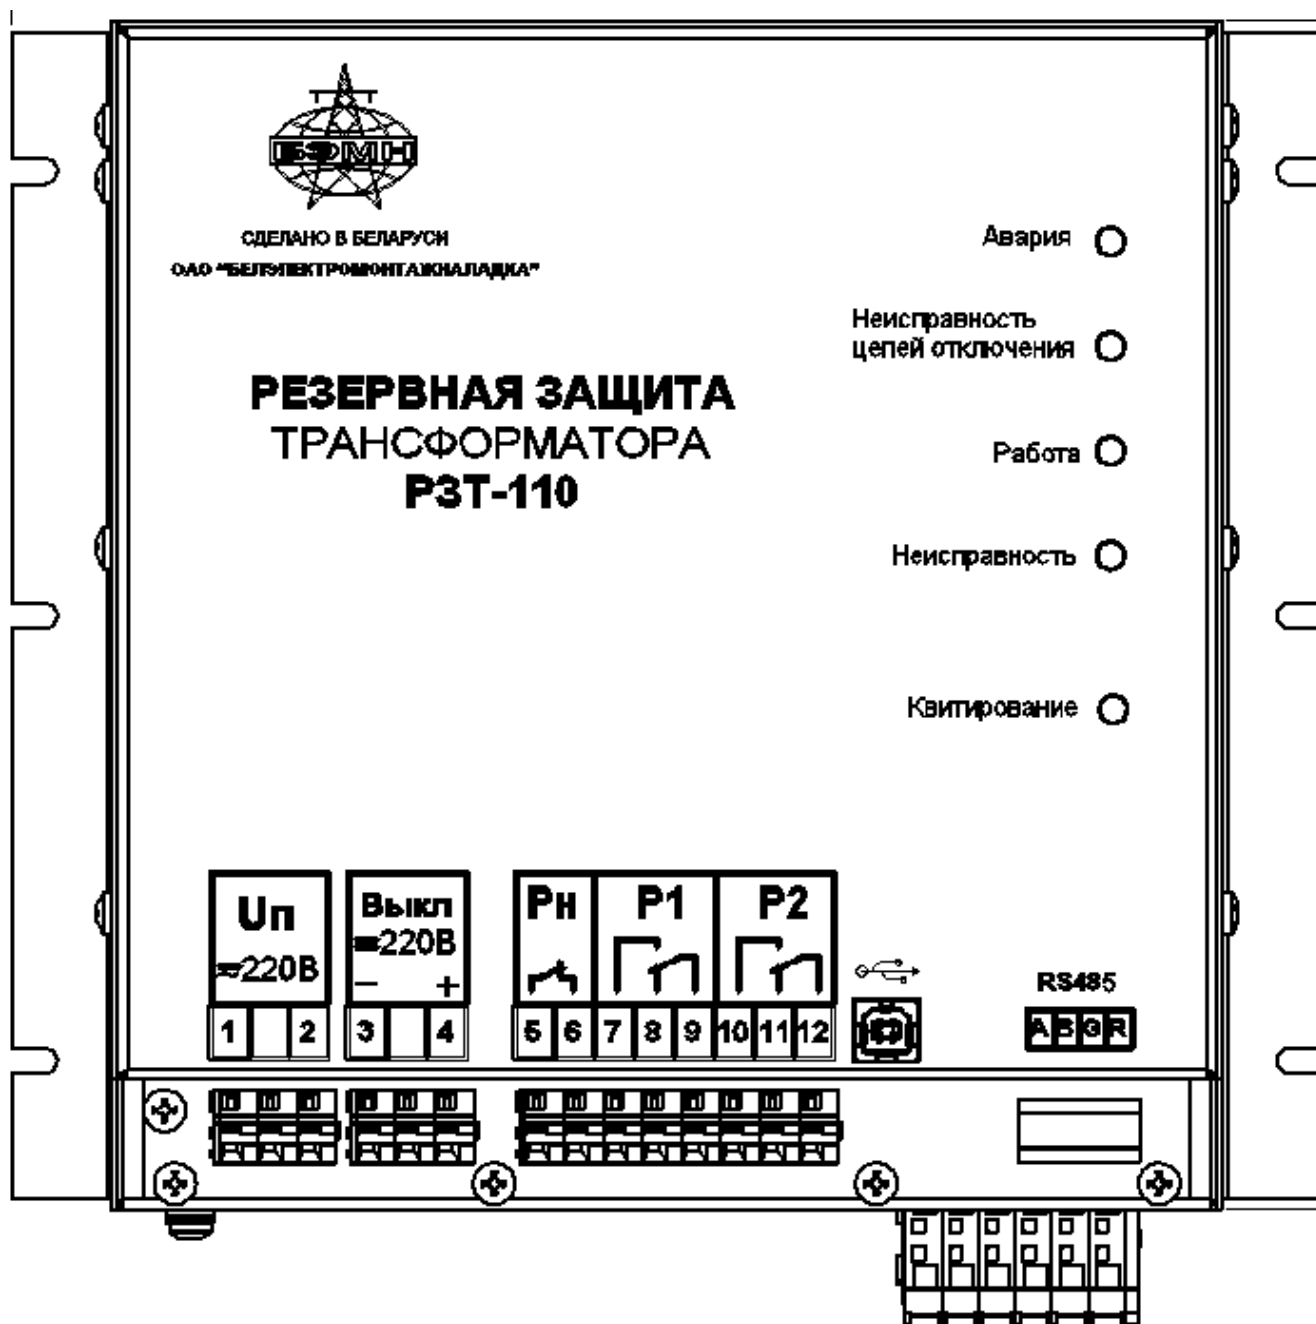 БЭМН
СДЕЛАНО В БЕЛАРУСИ
ОАО "БЕЛЭЛЕКТРОМОНТАЖНАЛАДКА"
РЕЗЕРВНАЯ ЗАЩИТА
ТРАНСФОРМАТОРА
РЗТ-110
Авария
Неисправность
цепей отключения
Работа
Неисправность
Квитирование
Uп
≂220В
1 2
Выкл
=220В
− +
3 4
Рн Р1 Р2
5 6 7 8 9 10 11 12
RS485
A B G R